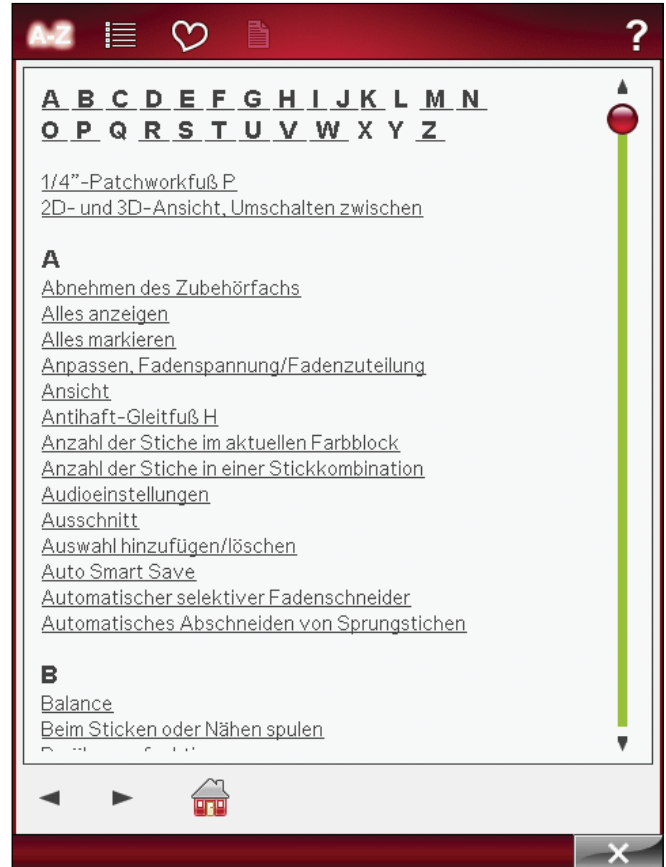 A-Z
?
A B C D E F G H I J K L M N
O P Q R S T U V W X Y Z
1/4”-Patchworkfuß P
2D- und 3D-Ansicht, Umschalten zwischen
A
Abnehmen des Zubehörfachs
Alles anzeigen
Alles markieren
Anpassen, Fadenspannung/Fadenzuteilung
Ansicht
Antihaft-Gleitfuß H
Anzahl der Stiche im aktuellen Farbblock
Anzahl der Stiche in einer Stickkombination
Audioeinstellungen
Ausschnitt
Auswahl hinzufügen/löschen
Auto Smart Save
Automatischer selektiver Fadenschneider
Automatisches Abschneiden von Sprungstichen
B
Balance
Beim Sticken oder Nähen spulen